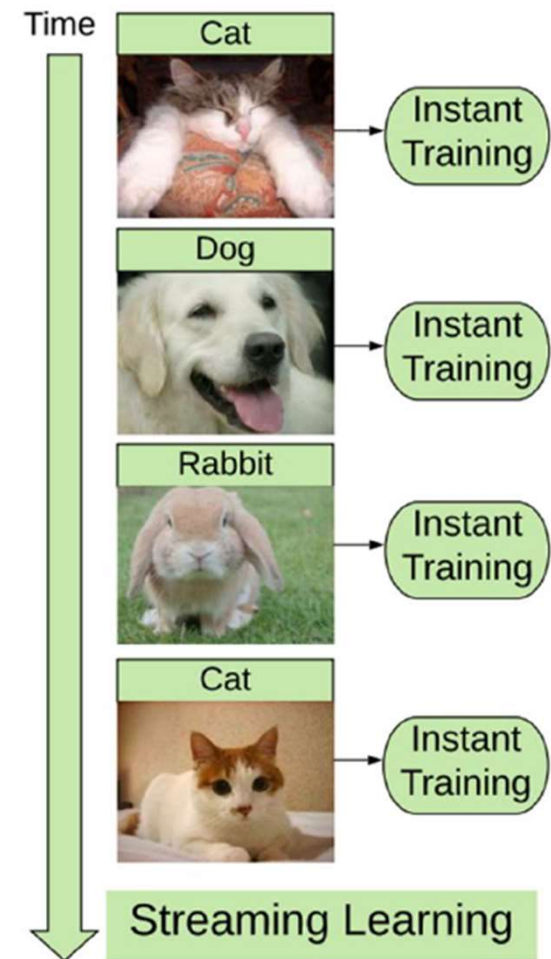 Time
Cat
Instant
Training
Dog
Instant
Training
Rabbit
Instant
Training
Cat
Instant
Training
Streaming Learning